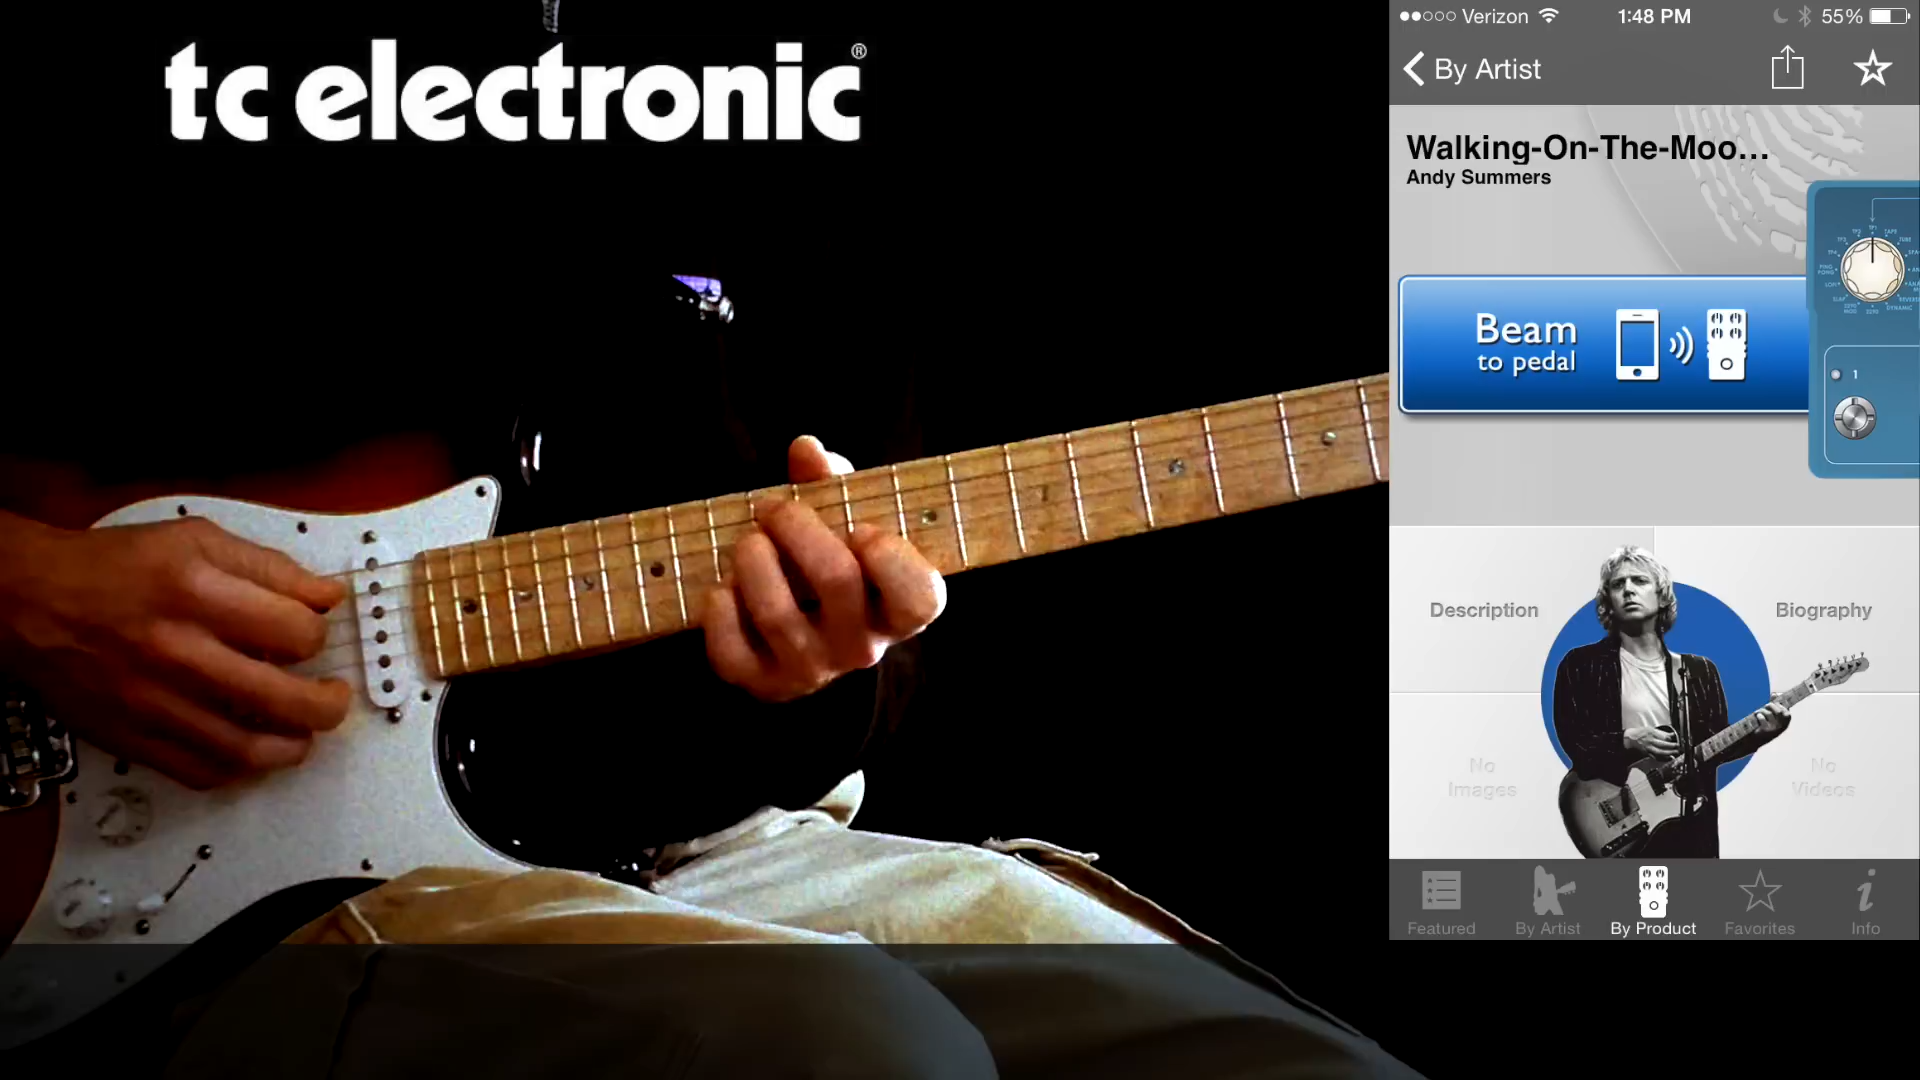 tc electronic®
Verizon
1:48 PM
55%
By Artist
Walking-On-The-Moo...
Andy Summers
Beam
to pedal
1
Description
Biography
No
Images
No
Videos
Featured
By Artist
By Product
Favorites
Info